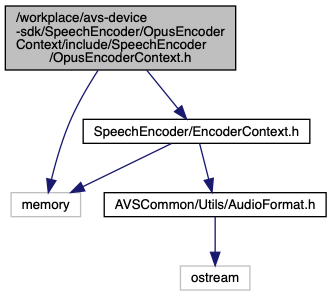 /workplace/avs-device
-sdk/SpeechEncoder/OpusEncoder
Context/include/SpeechEncoder
/OpusEncoderContext.h
SpeechEncoder/EncoderContext.h
memory
AVSCommon/Utils/AudioFormat.h
ostream